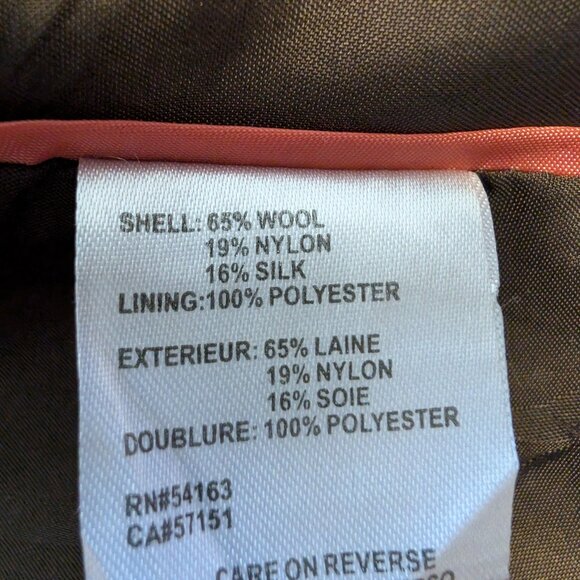 SHELL: 65% WOOL
19% NYLON
16% SILK
LINING:100% POLYESTER
EXTERIEUR: 65% LAINE
19% NYLON
16% SOIE
DOUBLURE: 100% POLYESTER
RN#54163
CA#57151
CARE ON REVERSE